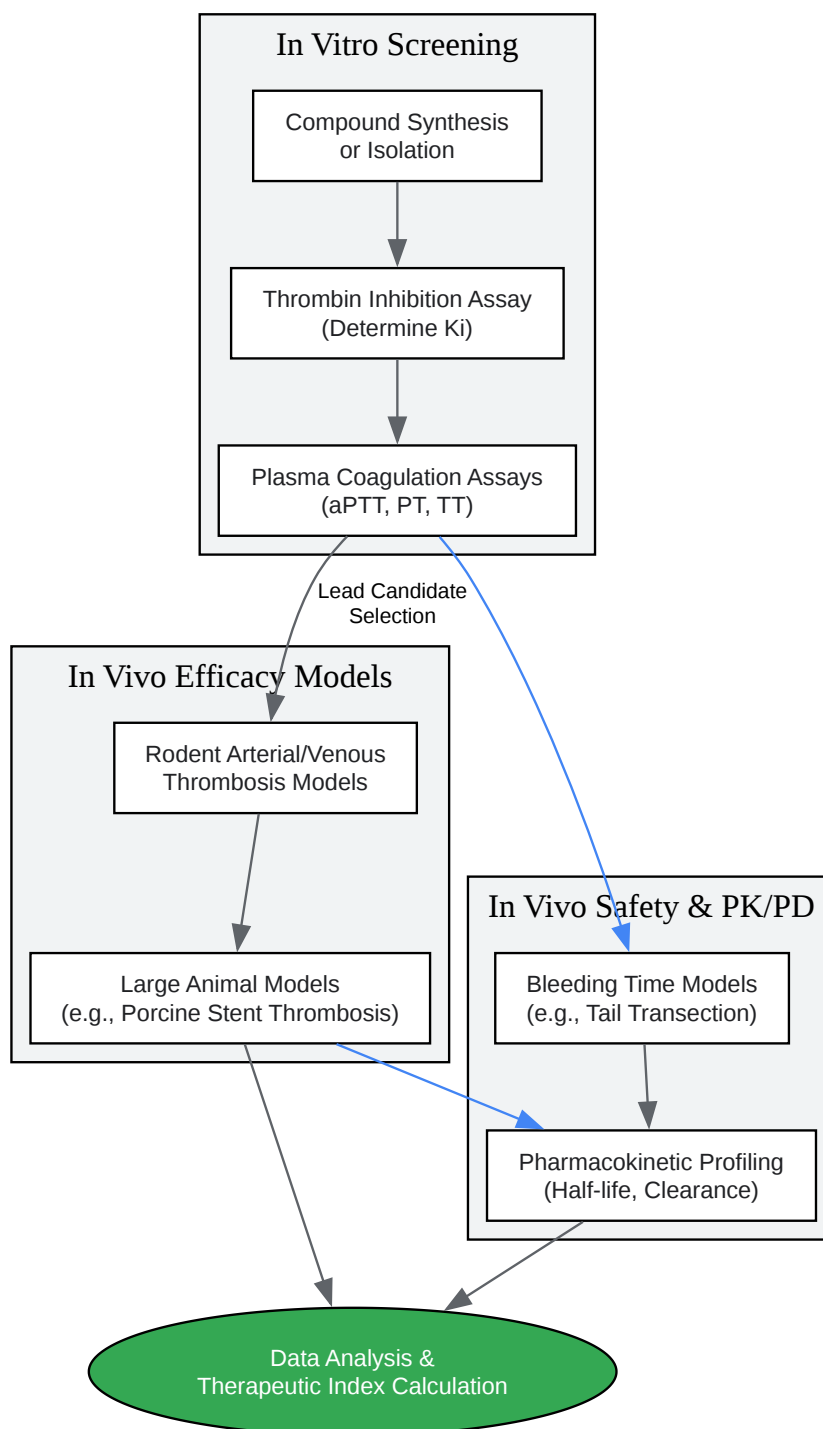 In Vitro Screening
Compound Synthesis
or Isolation
Thrombin Inhibition Assay
(Determine Ki)
Plasma Coagulation Assays
(aPTT, PT, TT)
Lead Candidate
Selection
In Vivo Efficacy Models
Rodent Arterial/Venous
Thrombosis Models
Large Animal Models
(e.g., Porcine Stent Thrombosis)
In Vivo Safety & PK/PD
Bleeding Time Models
(e.g., Tail Transection)
Pharmacokinetic Profiling
(Half-life, Clearance)
Data Analysis &
Therapeutic Index Calculation